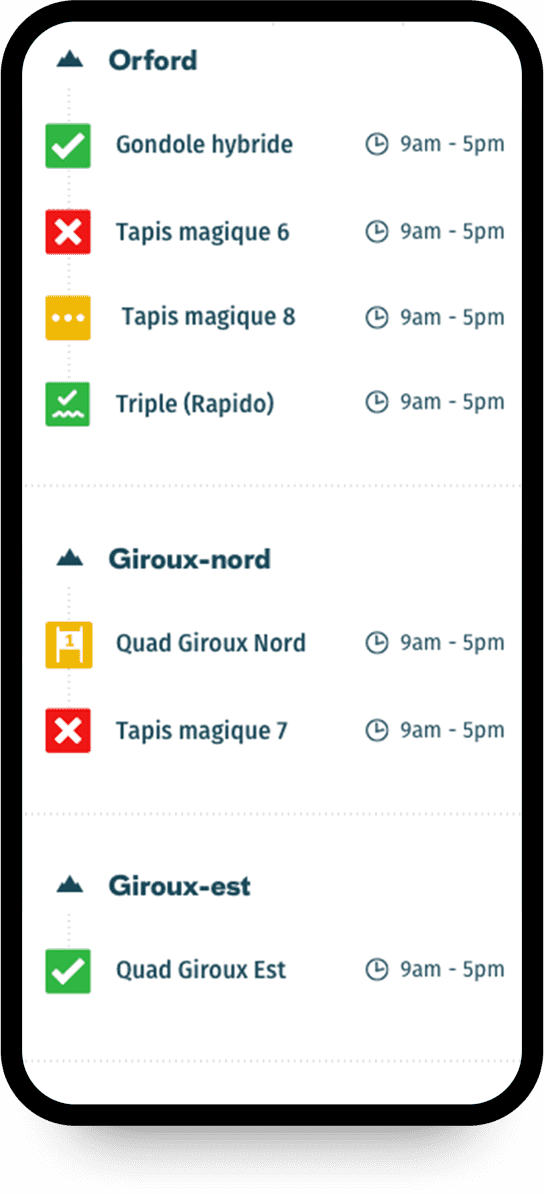 Orford
Gondole hybride 9am - 5pm
Tapis magique 6 9am - 5pm
Tapis magique 8 9am - 5pm
Triple (Rapido) 9am - 5pm
Giroux-nord
1 Quad Giroux Nord 9am - 5pm
Tapis magique 7 9am - 5pm
Giroux-est
Quad Giroux Est 9am - 5pm